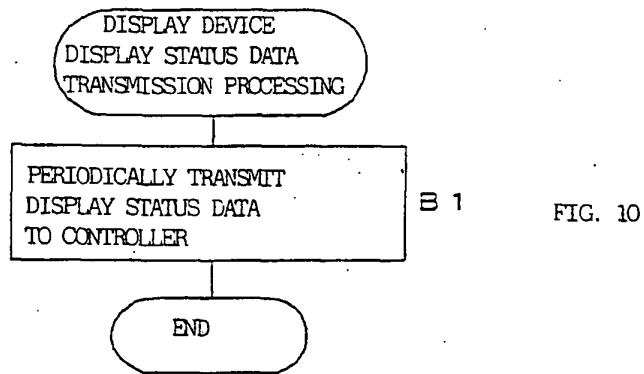 DISPLAY DEVICE
DISPLAY STATUS DATA
TRANSMISSION PROCESSING
PERIODICALLY TRANSMIT
DISPLAY STATUS DATA
TO CONTROLLER
B 1
FIG. 10
END